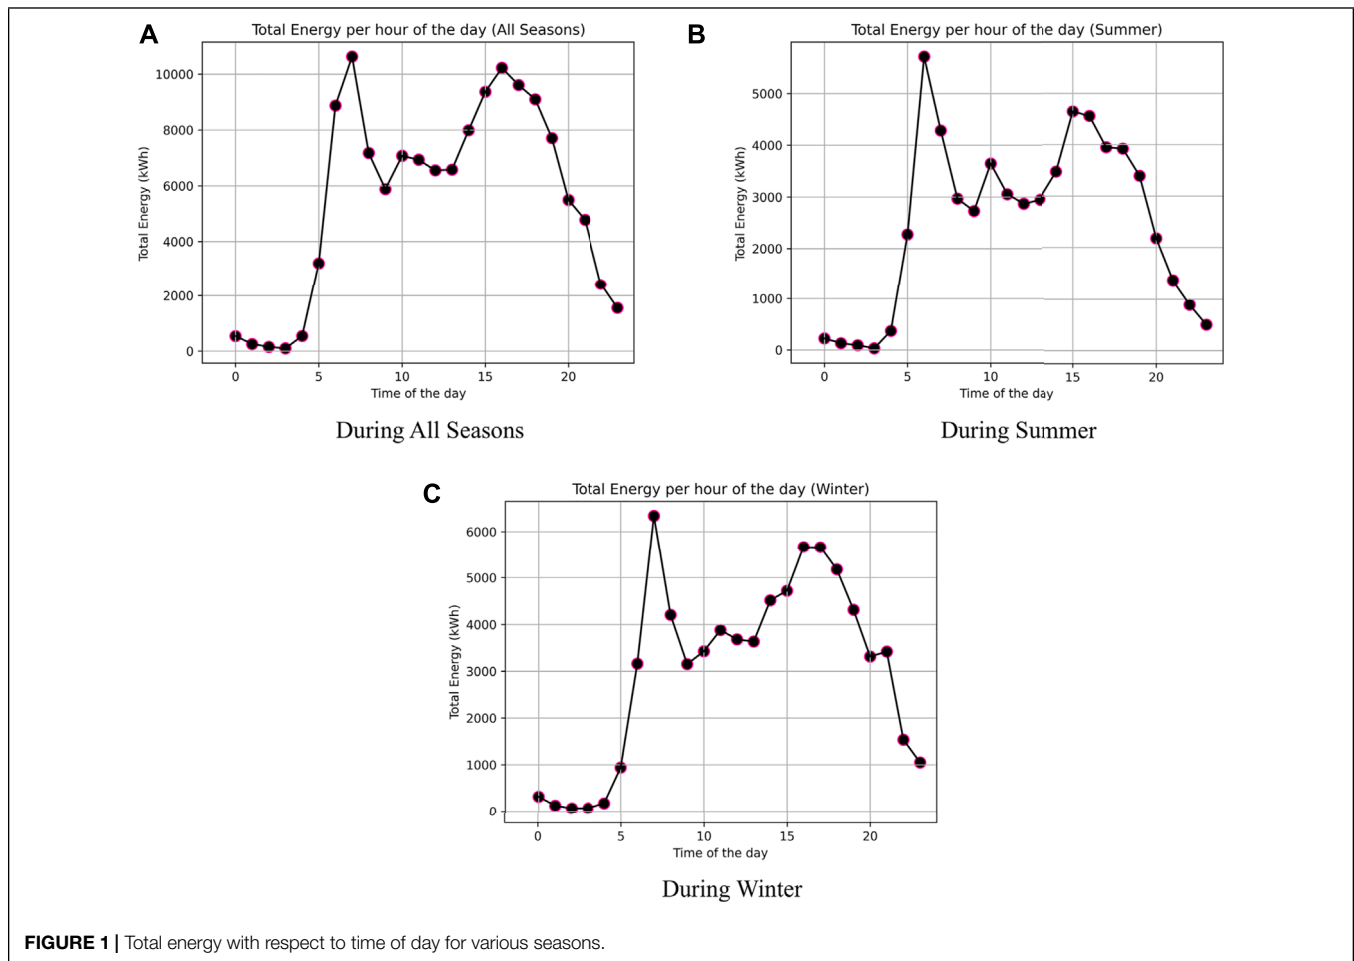 A
Total Energy per hour of the day (All Seasons)
Total Energy (kWh)
10000
8000
6000
4000
2000
0
0 5 10 15 20
Time of the day
During All Seasons
B
Total Energy per hour of the day (Summer)
Total Energy (kWh)
5000
4000
3000
2000
1000
0
0 5 10 15 20
Time of the day
During Summer
C
Total Energy per hour of the day (Winter)
Total Energy (kWh)
6000
5000
4000
3000
2000
1000
0
0 5 10 15 20
Time of the day
During Winter
FIGURE 1 | Total energy with respect to time of day for various seasons.